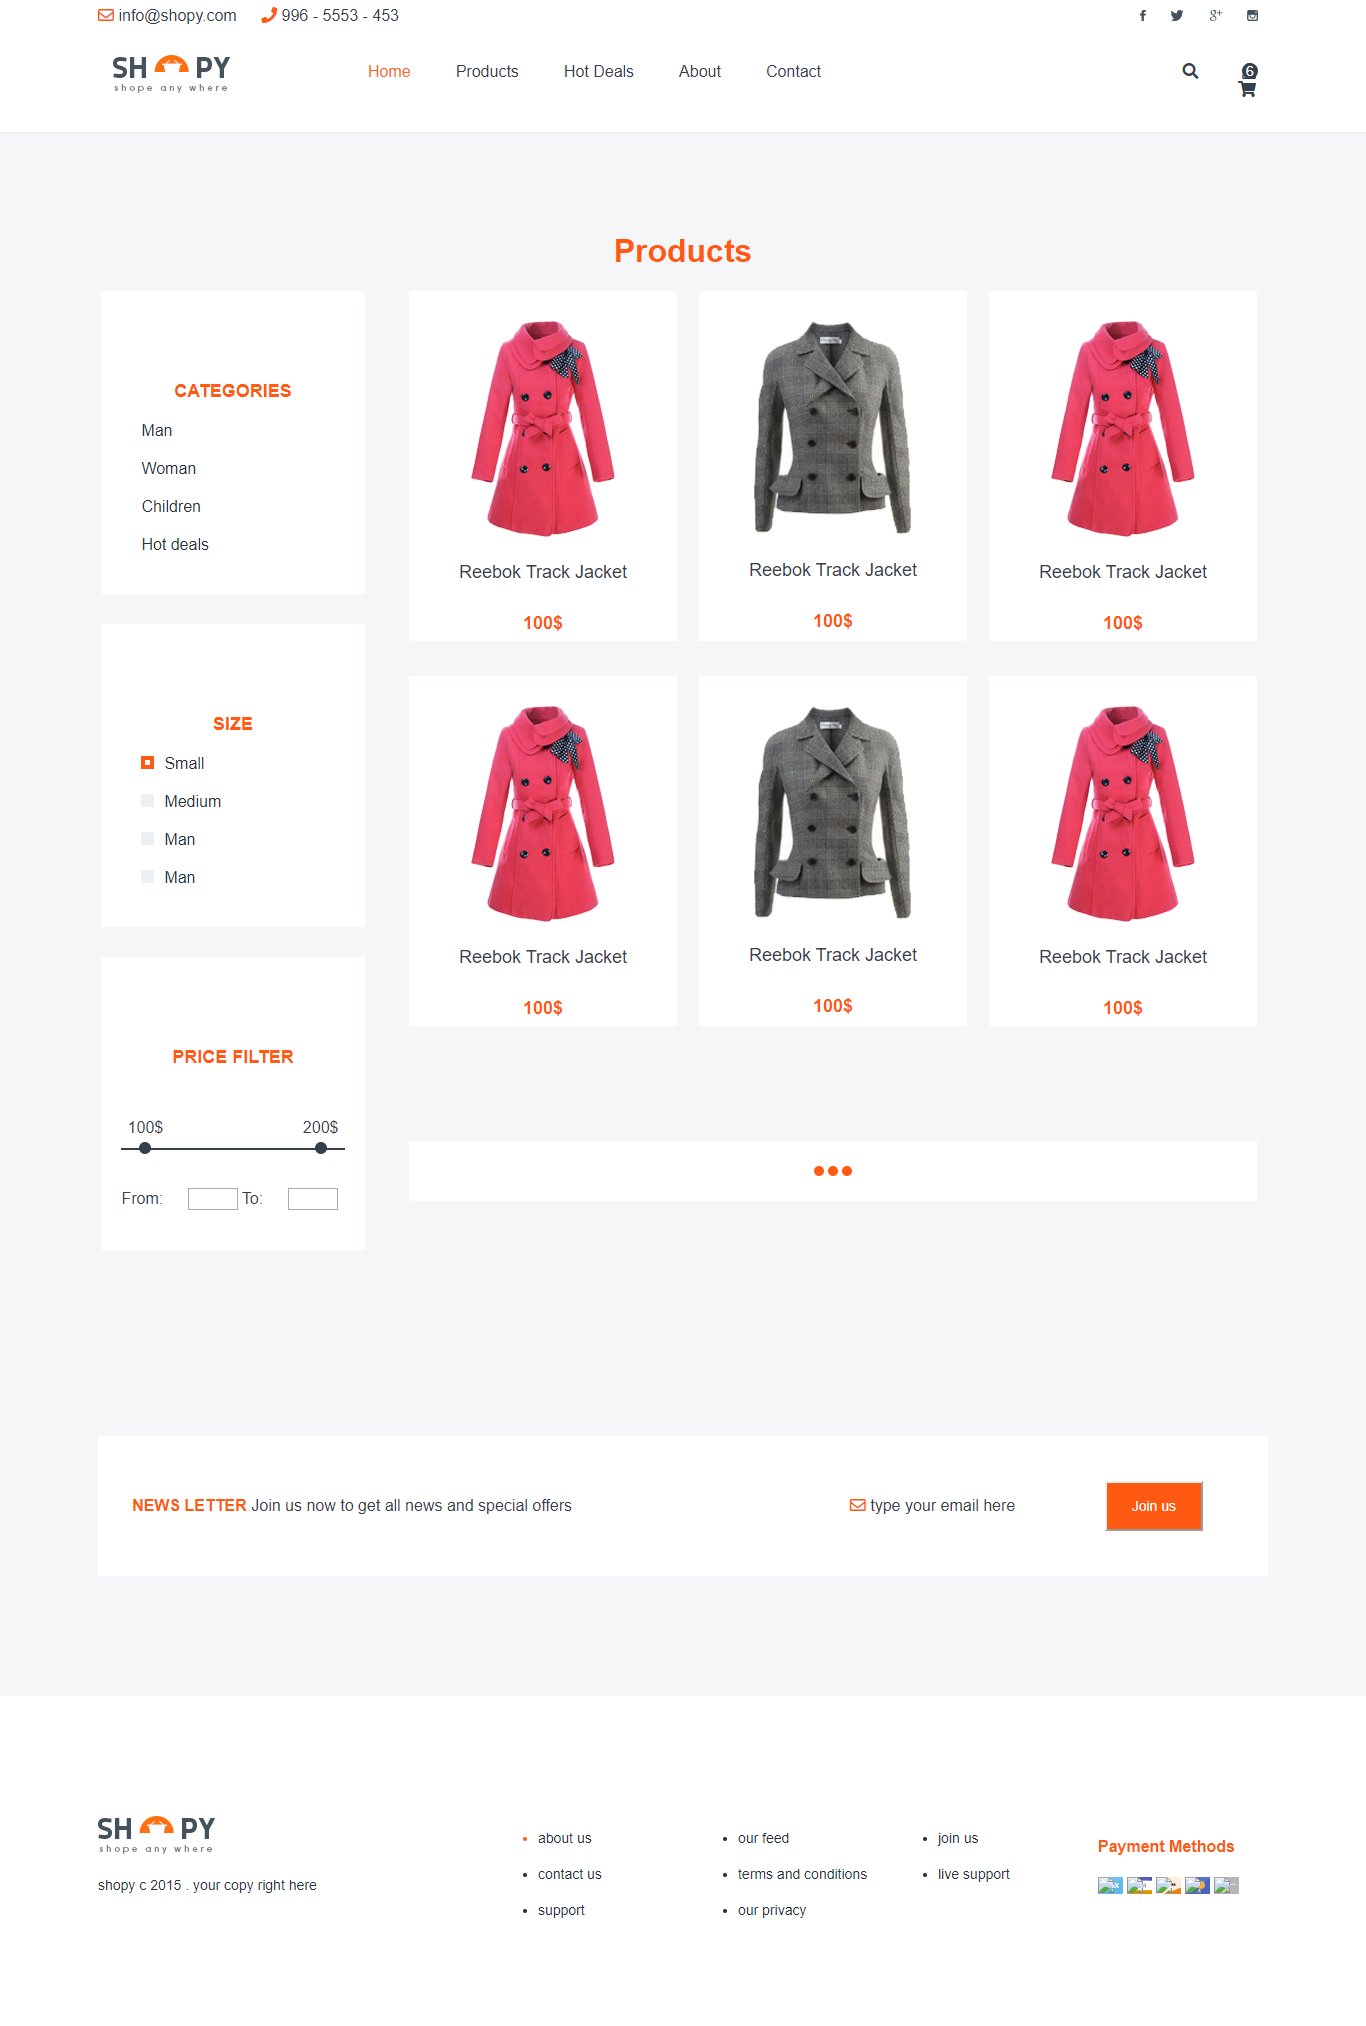 info@shopy.com 996 - 5553 - 453
SH PY
shope any where
Home Products Hot Deals About Contact
6
Products
CATEGORIES
Man
Woman
Children
Hot deals
Reebok Track Jacket
100$
Reebok Track Jacket
100$
Reebok Track Jacket
100$
SIZE
Small
Medium
Man
Man
Reebok Track Jacket
100$
Reebok Track Jacket
100$
Reebok Track Jacket
100$
PRICE FILTER
100$ 200$
From: To:
NEWS LETTER Join us now to get all news and special offers
type your email here
Join us
SH PY
shope any where
shopy c 2015 . your copy right here
about us
contact us
support
our feed
terms and conditions
our privacy
join us
live support
Payment Methods